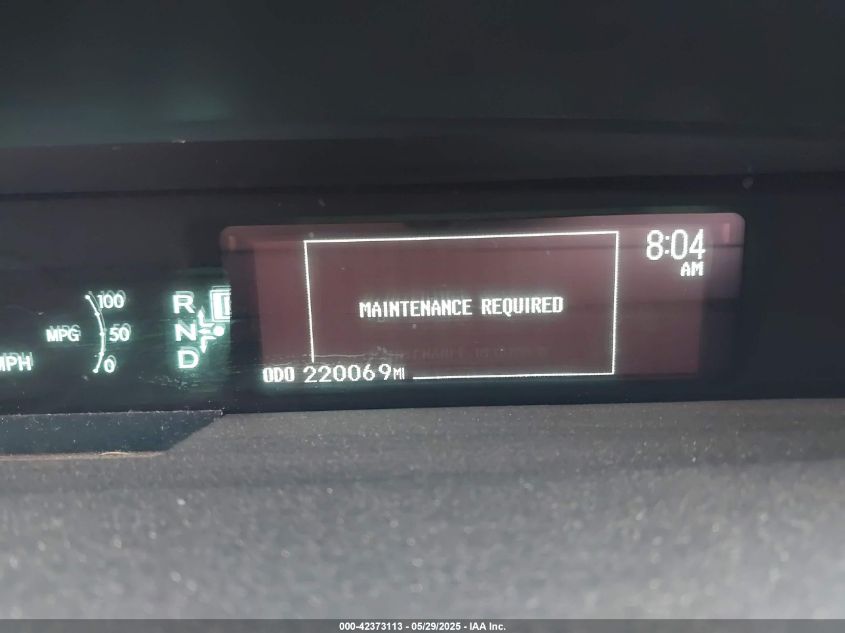 8:04
AM
100
R
MAINTENANCE REQUIRED
MPG
50
N
MPH
0
D
ODO 220069 MI
000-42373113 - 05/29/2025 - IAA Inc.